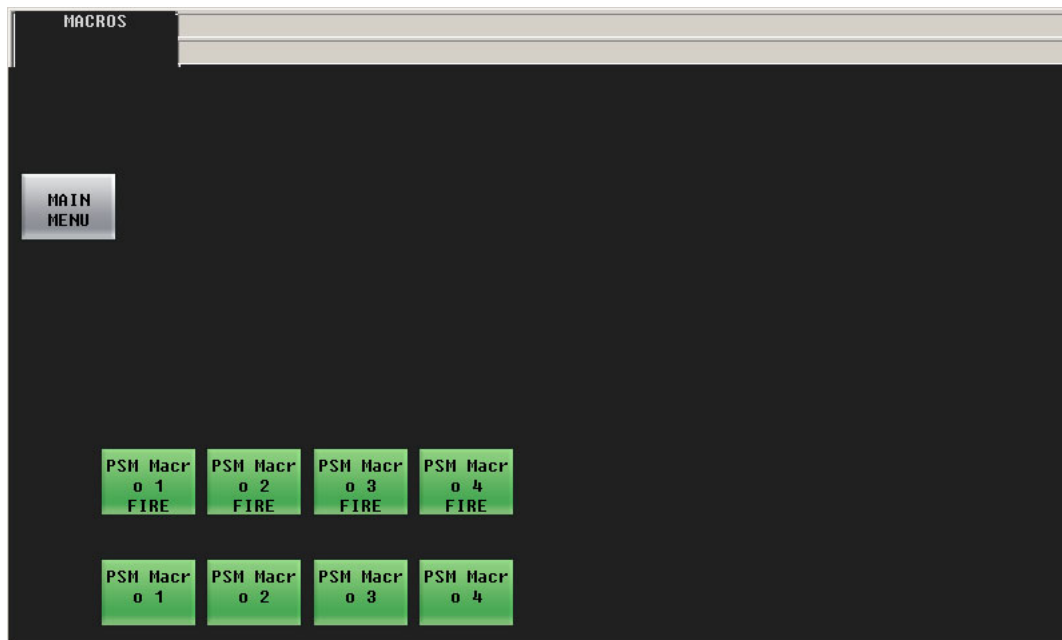 MACROS
MAIN
MENU
PSM Macr
o 1
FIRE
PSM Macr
o 2
FIRE
PSM Macr
o 3
FIRE
PSM Macr
o 4
FIRE
PSM Macr
o 1
PSM Macr
o 2
PSM Macr
o 3
PSM Macr
o 4